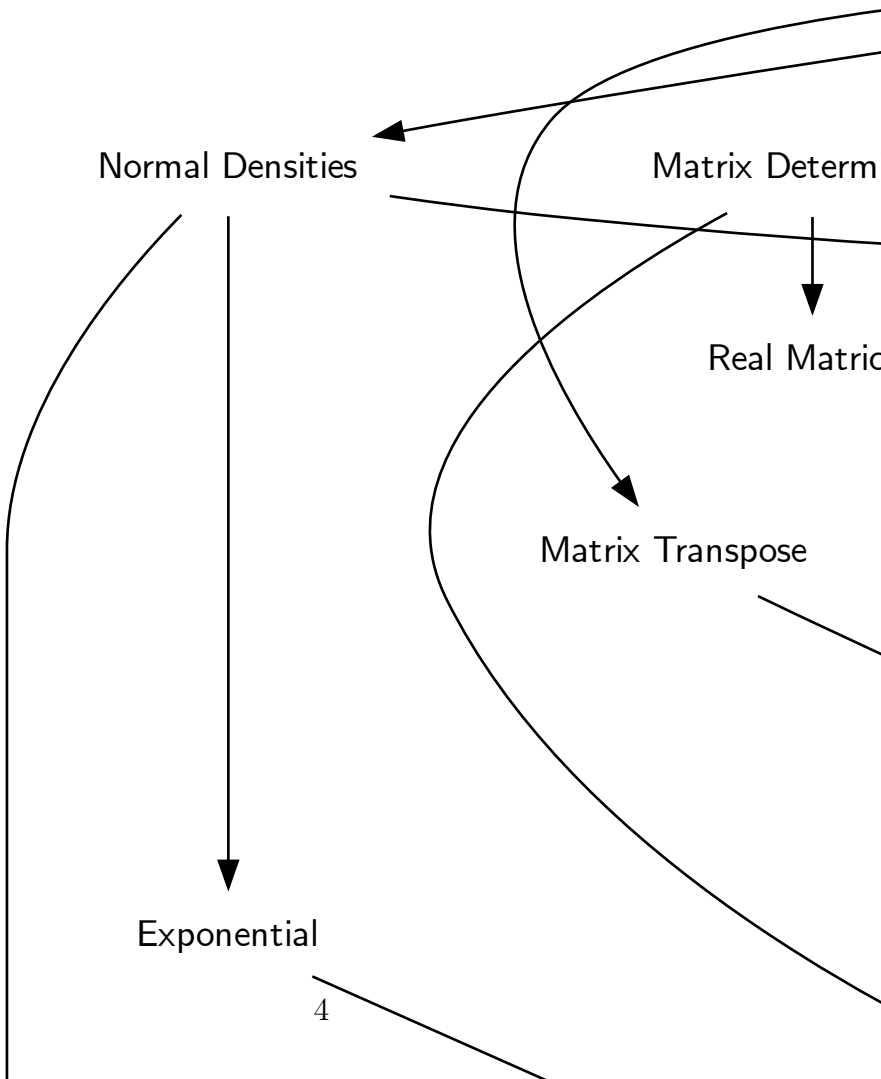 Normal Densities
Matrix Determ
Real Matric
Matrix Transpose
Exponential
4